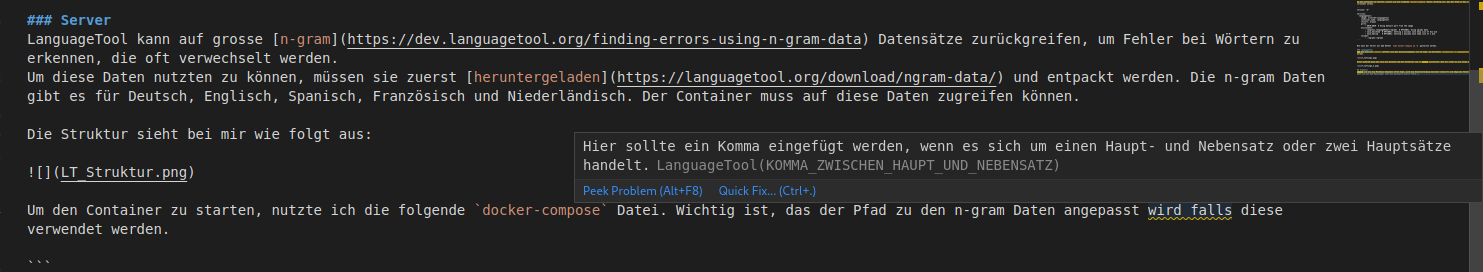 ### Server
LanguageTool kann auf grosse [n-gram](https://dev.languagetool.org/finding-errors-using-n-gram-data) Datensätze zurückgreifen, um Fehler bei Wörtern zu
erkennen, die oft verwechselt werden.
Um diese Daten nutzten zu können, müssen sie zuerst [heruntergeladen](https://languagetool.org/download/ngram-data/) und entpackt werden. Die n-gram Daten
gibt es für Deutsch, Englisch, Spanisch, Französisch und Niederländisch. Der Container muss auf diese Daten zugreifen können.
Die Struktur sieht bei mir wie folgt aus:
Hier sollte ein Komma eingefügt werden, wenn es sich um einen Haupt- und Nebensatz oder zwei Hauptsätze
handelt. LanguageTool(KOMMA_ZWISCHEN_HAUPT_UND_NEBENSATZ)
![](LT_Struktur.png)
Peek Problem (Alt+F8) Quick Fix... (Ctrl+.)
Um den Container zu starten, nutzte ich die folgende `docker-compose` Datei. Wichtig ist, das der Pfad zu den n-gram Daten angepasst wird falls diese
verwendet werden.
```